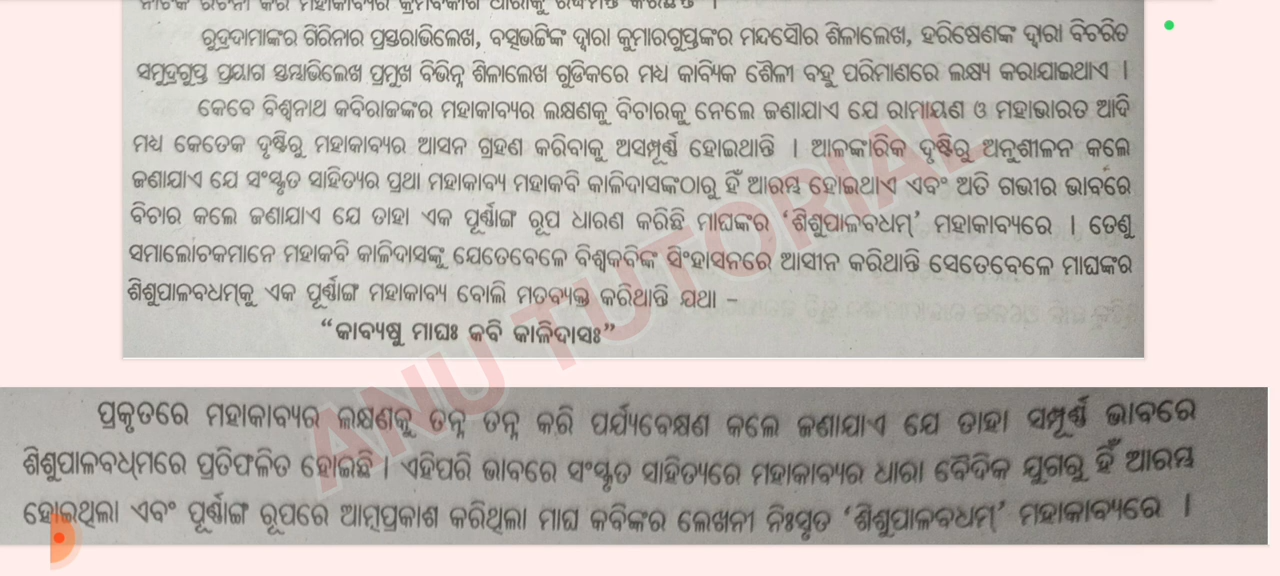 ରୁଦ୍ରଦାମାଙ୍କର ଗିରିନାର ପ୍ରସ୍ତରାଭିଲେଖ, ବତ୍ସଭଟ୍ଟିଙ୍କ ଦ୍ୱାରା କୁମାରଗୁପ୍ତଙ୍କର ମନ୍ଦସୌର ଶିଳାଲେଖ, ହରିଷେଣଙ୍କ ଦ୍ୱାରା ବିରଚିତ
ସମୁଦ୍ରଗୁପ୍ତ ପ୍ରୟାଗ ସ୍ତମ୍ଭାଭିଲେଖ ପ୍ରମୁଖ ବିଭିନ୍ନ ଶିଳାଲେଖ ଗୁଡିକରେ ମଧ୍ୟ କାବ୍ୟିକ ଶୈଳୀ ବହୁ ପରିମାଣରେ ଲକ୍ଷ୍ୟ କରାଯାଇଥାଏ ।
କେବେ ବିଶ୍ୱନାଥ କବିରାଜଙ୍କର ମହାକାବ୍ୟର ଲକ୍ଷଣକୁ ବିଚାରକୁ ନେଲେ ଜଣାଯାଏ ଯେ ରାମାୟଣ ଓ ମହାଭାରତ ଆଦି
ମଧ୍ୟ କେତେକ ଦୃଷ୍ଟିରୁ ମହାକାବ୍ୟର ଆସନ ଗ୍ରହଣ କରିବାକୁ ଅସମ୍ପୂର୍ଣ୍ଣ ହୋଇଥାନ୍ତି । ଆଳଙ୍କାରିକ ଦୃଷ୍ଟିରୁ ଅନୁଶୀଳନ କଲେ
ଜଣାଯାଏ ଯେ ସଂସ୍କୃତ ସାହିତ୍ୟର ପ୍ରଥା ମହାକାବ୍ୟ ମହାକବି କାଳିଦାସଙ୍କଠାରୁ ହିଁ ଆରମ୍ଭ ହୋଇଥାଏ ଏବଂ ଅତି ଗଭୀର ଭାବରେ
ବିଚାର କଲେ ଜଣାଯାଏ ଯେ ତାହା ଏକ ପୂର୍ଣ୍ଣାଙ୍ଗ ରୂପ ଧାରଣ କରିଛି ମାଘଙ୍କର ‘ଶିଶୁପାଳବଧମ୍’ ମହାକାବ୍ୟରେ । ତେଣୁ
ସମାଲୋଚକମାନେ ମହାକବି କାଳିଦାସଙ୍କୁ ଯେତେବେଳେ ବିଶ୍ୱକବିଙ୍କ ସିଂହାସନରେ ଆସୀନ କରିଥାନ୍ତି ସେତେବେଳେ ମାଘଙ୍କର
ଶିଶୁପାଳବଧମ୍‌କୁ ଏକ ପୂର୍ଣ୍ଣାଙ୍ଗ ମହାକାବ୍ୟ ବୋଲି ମତବ୍ୟକ୍ତ କରିଥାନ୍ତି ଯଥା –
“କାବ୍ୟଷୁ ମାଘଃ କବି କାଳିଦାସଃ”
ANU TUTORIAL
ପ୍ରକୃତରେ ମହାକାବ୍ୟର ଲକ୍ଷଣକୁ ତନ୍ନ ତନ୍ନ କରି ପର୍ଯ୍ୟବେକ୍ଷଣ କଲେ ଜଣାଯାଏ ଯେ ତାହା ସମ୍ପୂର୍ଣ୍ଣ ଭାବରେ
ଶିଶୁପାଳବଧ୍‌ମରେ ପ୍ରତିଫଳିତ ହୋଇଛି । ଏହିପରି ଭାବରେ ସଂସ୍କୃତ ସାହିତ୍ୟରେ ମହାକାବ୍ୟର ଧାରା ବୈଦିକ ଯୁଗରୁ ହିଁ ଆରମ୍ଭ
ହୋଇଥିଲା ଏବଂ ପୂର୍ଣ୍ଣାଙ୍ଗ ରୂପରେ ଆତ୍ମପ୍ରକାଶ କରିଥିଲା ମାଘ କବିଙ୍କର ଲେଖନୀ ନିଃସୃତ ‘ଶିଶୁପାଳବଧମ୍’ ମହାକାବ୍ୟରେ ।